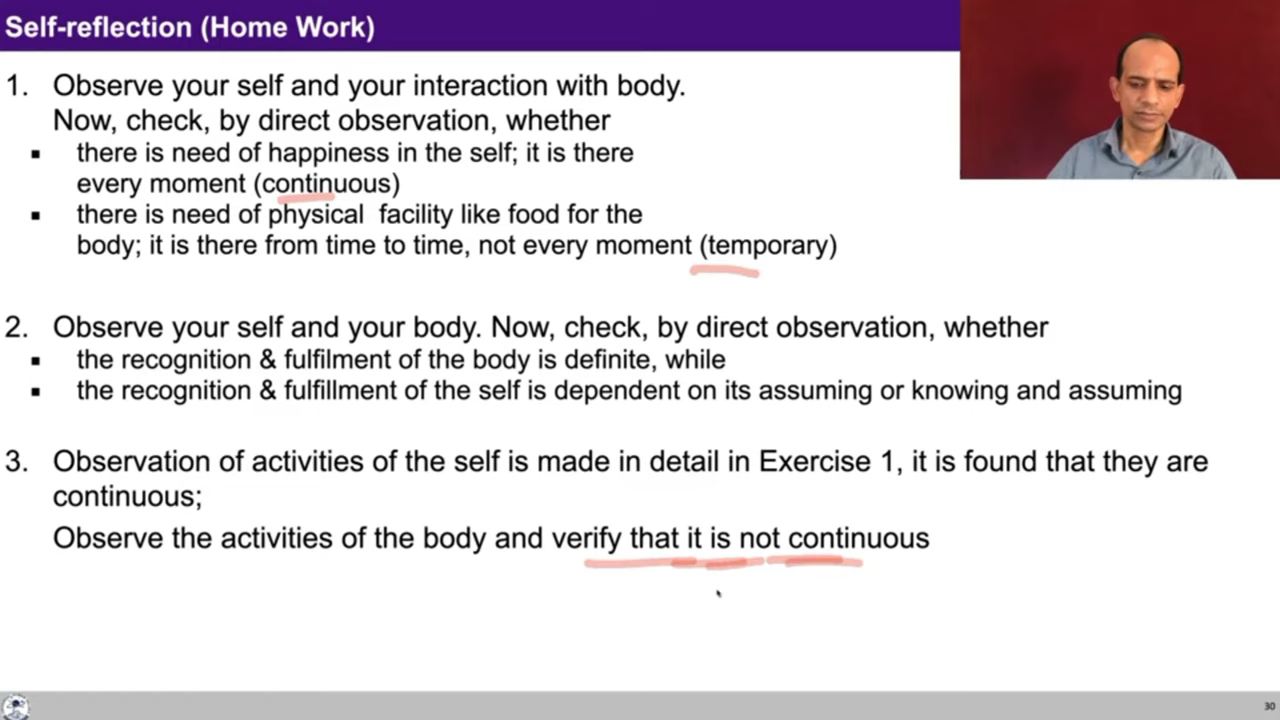 Self-reflection (Home Work)
1. Observe your self and your interaction with body.
Now, check, by direct observation, whether
▪ there is need of happiness in the self; it is there
every moment (continuous)
▪ there is need of physical facility like food for the
body; it is there from time to time, not every moment (temporary)
2. Observe your self and your body. Now, check, by direct observation, whether
▪ the recognition & fulfilment of the body is definite, while
▪ the recognition & fulfillment of the self is dependent on its assuming or knowing and assuming
3. Observation of activities of the self is made in detail in Exercise 1, it is found that they are
continuous;
Observe the activities of the body and verify that it is not continuous
30